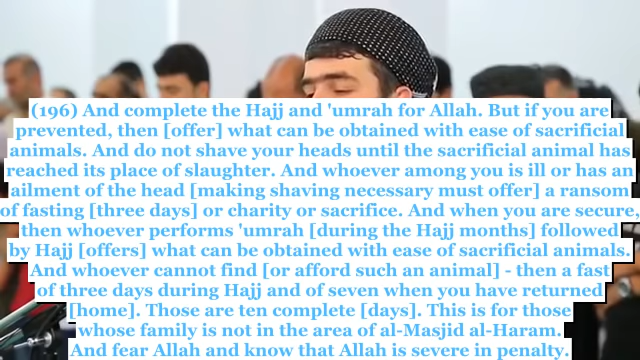 (196) And complete the Hajj and 'umrah for Allah. But if you are
prevented, then [offer] what can be obtained with ease of sacrificial
animals. And do not shave your heads until the sacrificial animal has
reached its place of slaughter. And whoever among you is ill or has an
ailment of the head [making shaving necessary must offer] a ransom
of fasting [three days] or charity or sacrifice. And when you are secure,
then whoever performs 'umrah [during the Hajj months] followed
by Hajj [offers] what can be obtained with ease of sacrificial animals.
And whoever cannot find [or afford such an animal] - then a fast
of three days during Hajj and of seven when you have returned
[home]. Those are ten complete [days]. This is for those
whose family is not in the area of al-Masjid al-Haram.
And fear Allah and know that Allah is severe in penalty.